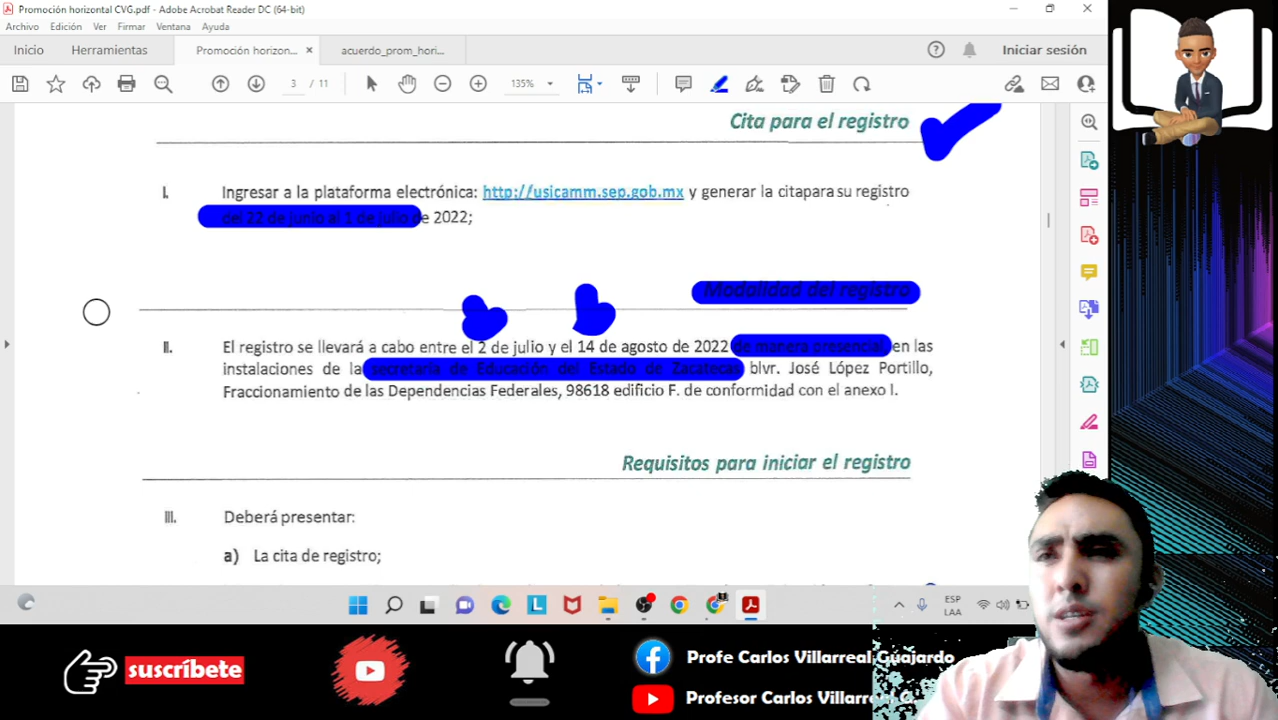 Promoción horizontal CVG.pdf - Adobe Acrobat Reader DC (64-bit)
Archivo Edición Ver Firmar Ventana Ayuda
Inicio Herramientas Promoción horizon... × acuerdo_prom_hori... Iniciar sesión
3 / 11 135%
Cita para el registro
I. Ingresar a la plataforma electrónica: http://usicamm.sep.gob.mx y generar la citapara su registro
del 22 de junio al 1 de julio de 2022;
Modalidad del registro
II. El registro se llevará a cabo entre el 2 de julio y el 14 de agosto de 2022 de manera presencial en las
instalaciones de la secretaría de Educación del Estado de Zacatecas blvr. José López Portillo,
Fraccionamiento de las Dependencias Federales, 98618 edificio F. de conformidad con el anexo I.
Requisitos para iniciar el registro
III. Deberá presentar:
a) La cita de registro;
ESP
LAA
suscríbete
Profe Carlos Villarreal Guajardo
Profesor Carlos Villarreal G.